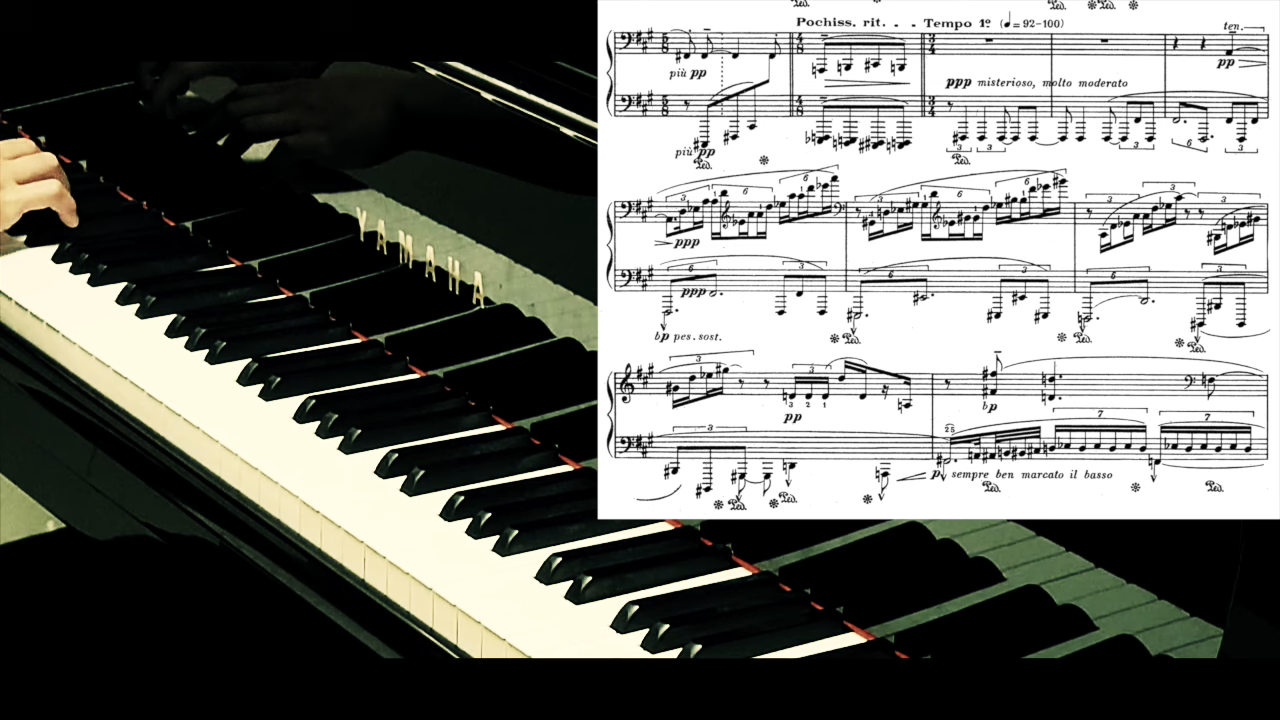 Pochiss. rit. . . Tempo 1º (♩= 92-100)
ten.
più pp
pp
ppp misterioso, molto moderato
più pp
YAMAHA
ppp
ppp
bp pes. sost.
pp
bp
p sempre ben marcato il basso